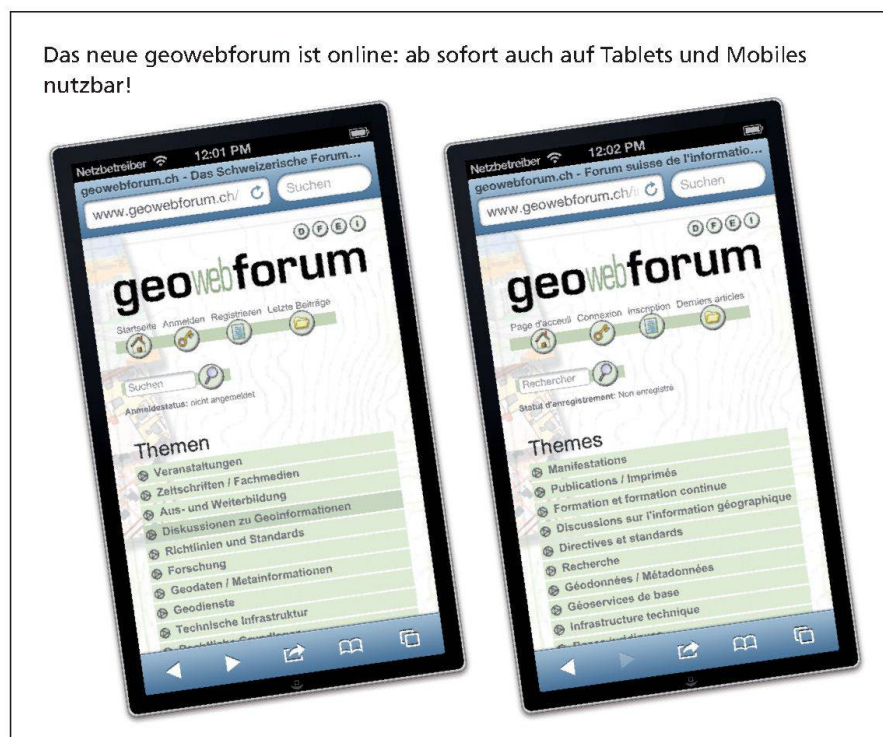 Das neue geowebforum ist online: ab sofort auch auf Tablets und Mobiles
nutzbar!
Netzbetreiber 12:01 PM
geowebforum.ch - Das Schweizerische Forum...
www.geowebforum.ch/ Suchen
D F E I
geowebforum
Startseite Anmelden Registrieren Letzte Beiträge
Suchen
Anmeldestatus: nicht angemeldet
Themen
Veranstaltungen
Zeitschriften / Fachmedien
Aus- und Weiterbildung
Diskussionen zu Geoinformationen
Richtlinien und Standards
Forschung
Geodaten / Metainformationen
Geodienste
Technische Infrastruktur
Netzbetreiber 12:02 PM
geowebforum.ch - Forum suisse de l'informatio...
www.geowebforum.ch/ Suchen
D F E I
geowebforum
Page d'acceuil Connexion Inscription Derniers articles
Rechercher
Statut d'enregistrement: Non enregistré
Themes
Manifestations
Publications / Imprimés
Formation et formation continue
Discussions sur l'information géographique
Directives et standards
Recherche
Géodonnées / Métadonnées
Géoservices de base
Infrastructure technique